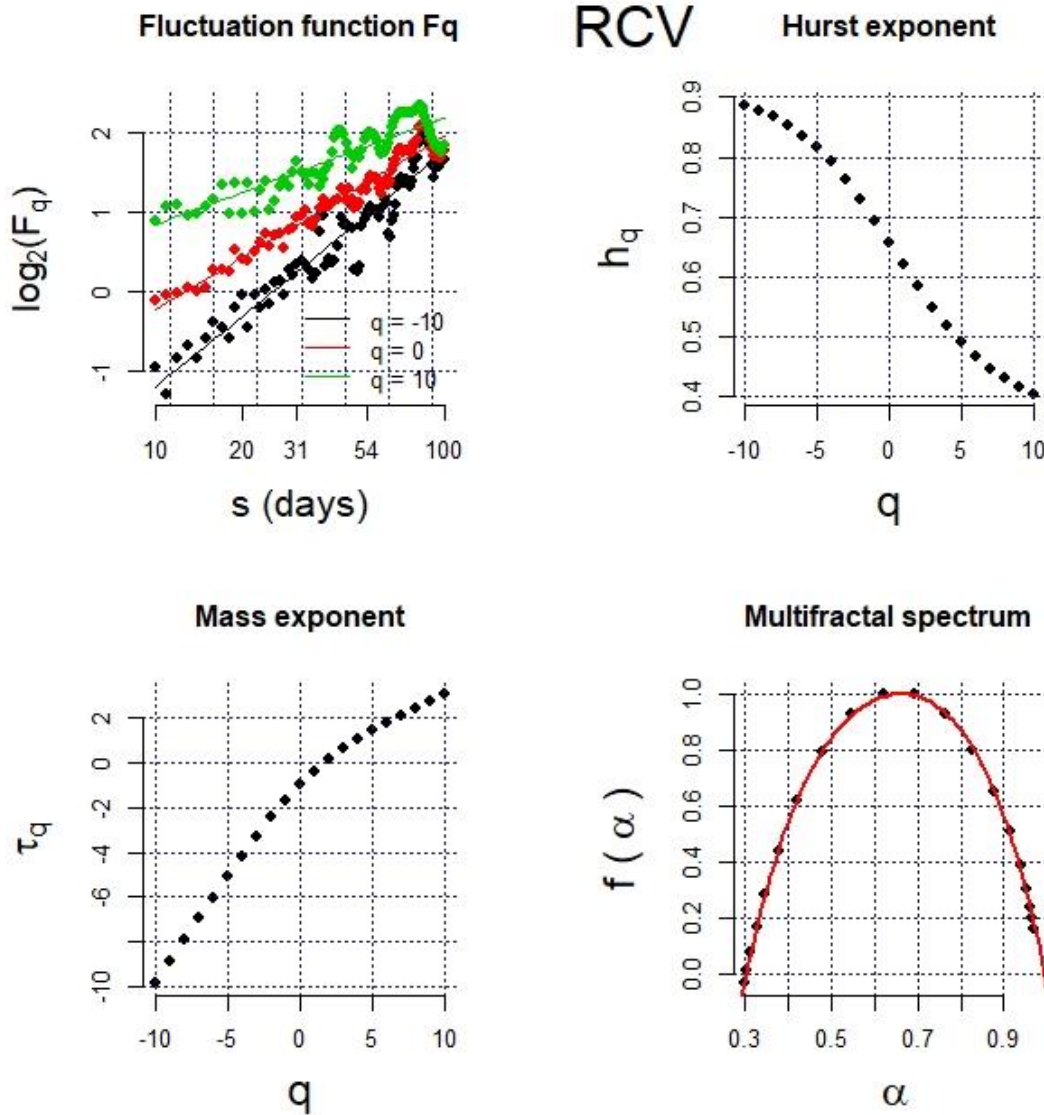 RCV
Fluctuation function Fq
log2(Fq)
2
1
0
-1
q = -10
q = 0
q = 10
10 20 31 54 100
s (days)
Hurst exponent
hq
0.9
0.8
0.7
0.6
0.5
0.4
-10 -5 0 5 10
q
Mass exponent
τq
2
0
-2
-4
-6
-10
-10 -5 0 5 10
q
Multifractal spectrum
f ( α )
1.0
0.8
0.6
0.4
0.2
0.0
0.3 0.5 0.7 0.9
α